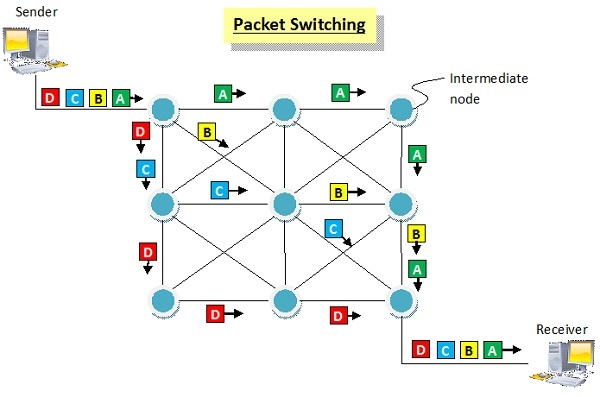 Sender
Packet Switching
Intermediate
node
D C B A
A
A
D
B
A
C
C
B
C
B
D
A
D
D
Receiver
D C B A